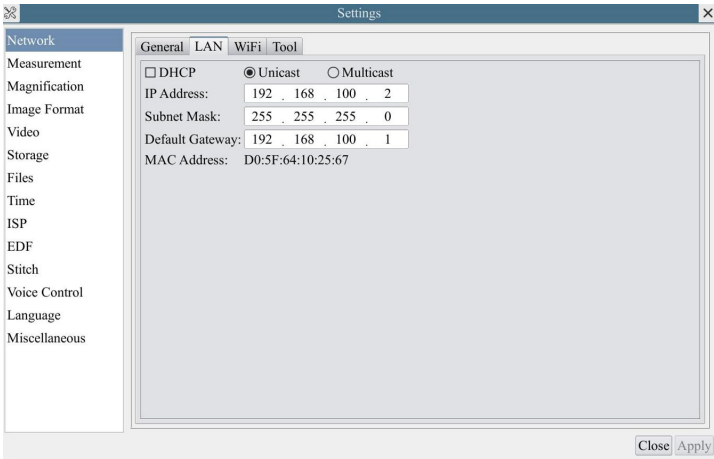 Settings
Network
Measurement
Magnification
Image Format
Video
Storage
Files
Time
ISP
EDF
Stitch
Voice Control
Language
Miscellaneous
General LAN WiFi Tool
DHCP Unicast Multicast
IP Address: 192 . 168 . 100 . 2
Subnet Mask: 255 . 255 . 255 . 0
Default Gateway: 192 . 168 . 100 . 1
MAC Address: D0:5F:64:10:25:67
Close Apply